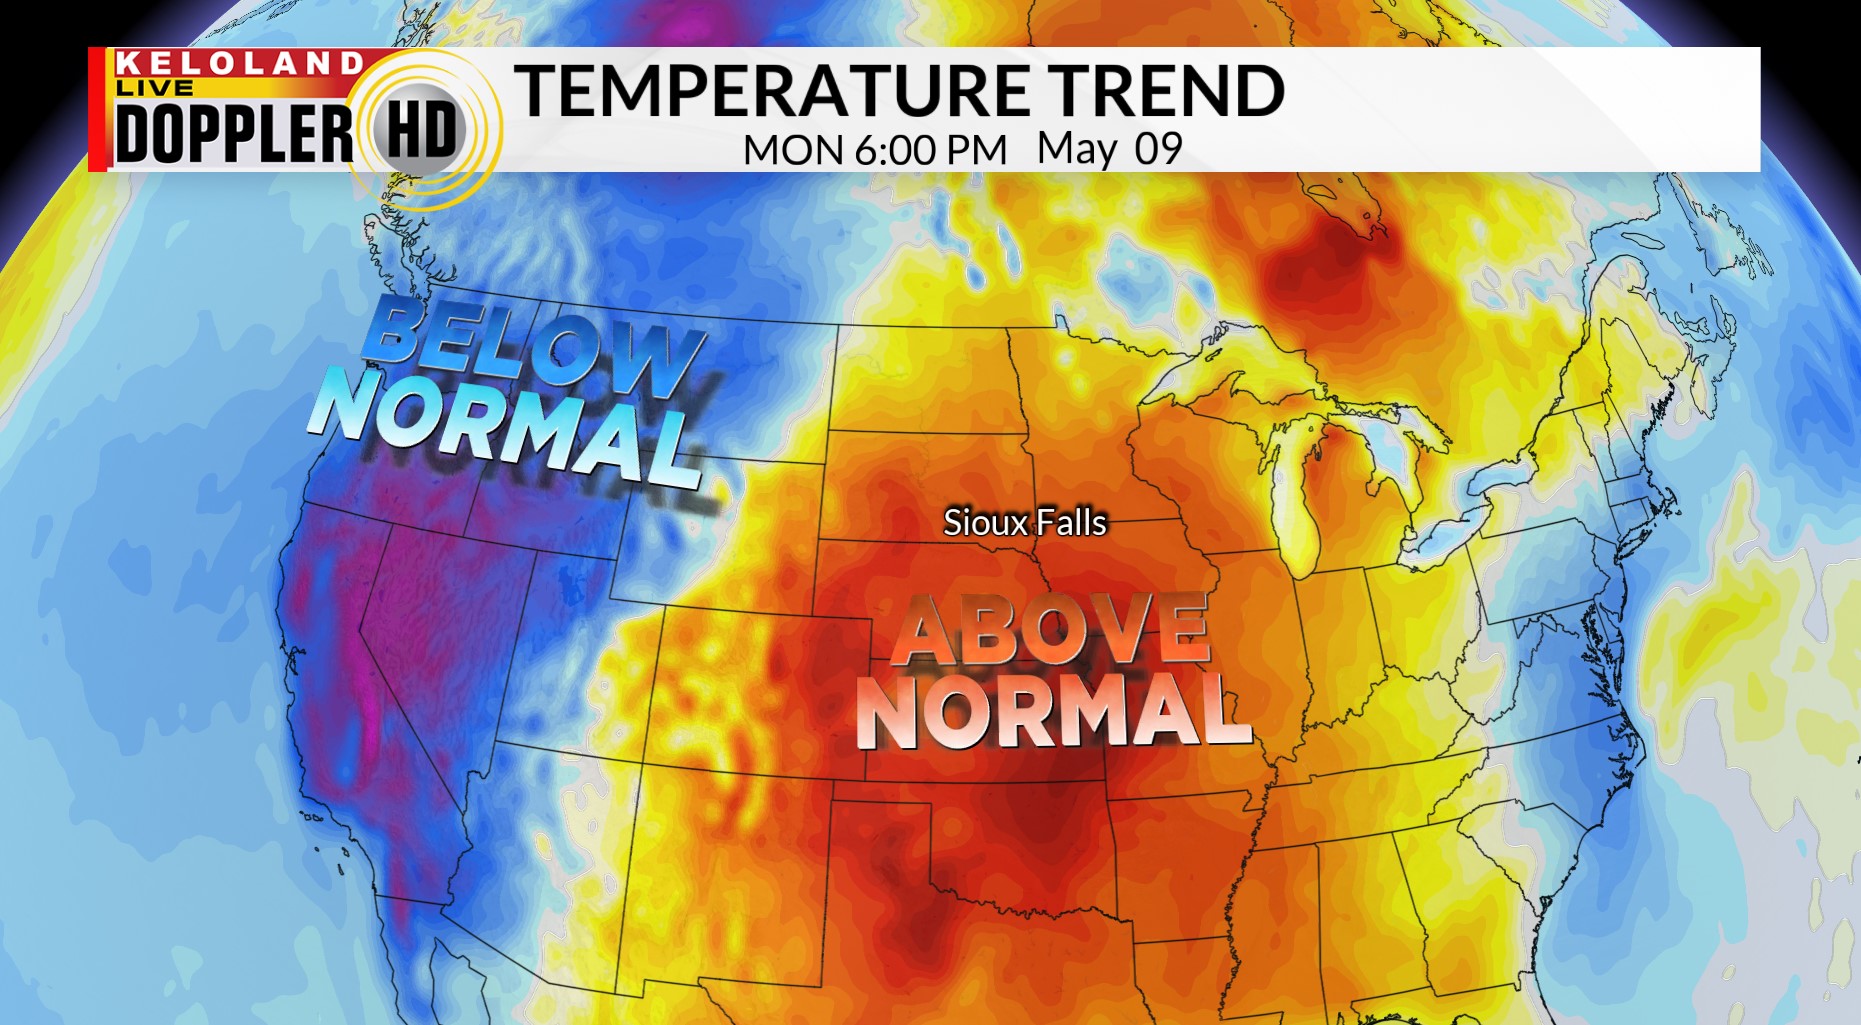 KELOLAND
LIVE
DOPPLER HD
TEMPERATURE TREND
MON 6:00 PM May 09
BELOW
NORMAL
Sioux Falls
ABOVE
NORMAL